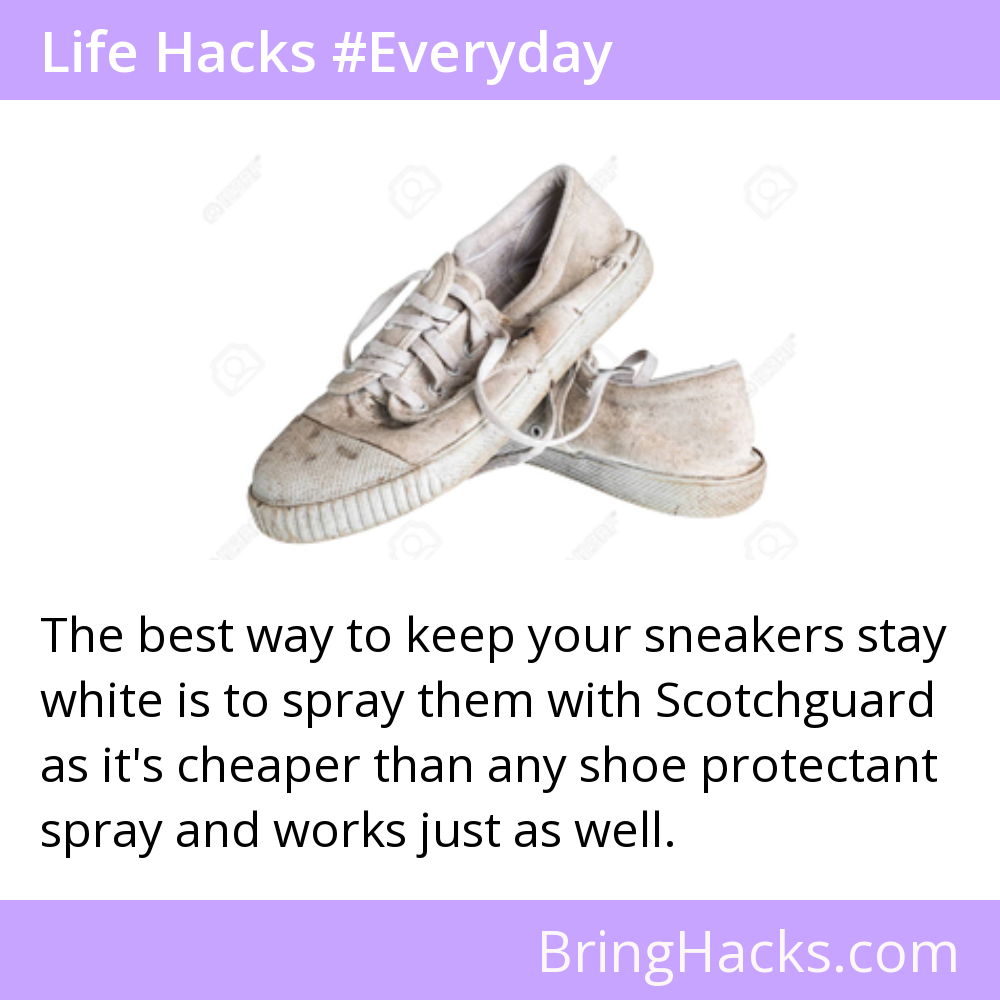 Life Hacks #Everyday
The best way to keep your sneakers stay
white is to spray them with Scotchguard
as it's cheaper than any shoe protectant
spray and works just as well.
BringHacks.com